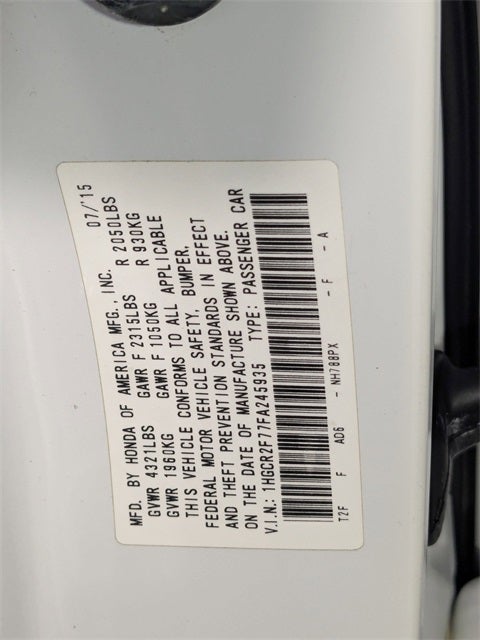 MFD. BY HONDA OF AMERICA MFG., INC. 07/'15
GVWR 4321LBS GAWR F 2315LBS R 2050LBS
GVWR 1960KG GAWR F 1050KG R 930KG
THIS VEHICLE CONFORMS TO ALL APPLICABLE
FEDERAL MOTOR VEHICLE SAFETY, BUMPER,
AND THEFT PREVENTION STANDARDS IN EFFECT
ON THE DATE OF MANUFACTURE SHOWN ABOVE.
V.I.N.: 1HGCR2F77FA245935 TYPE: PASSENGER CAR
T2F F AD6 - NH788PX - F - A